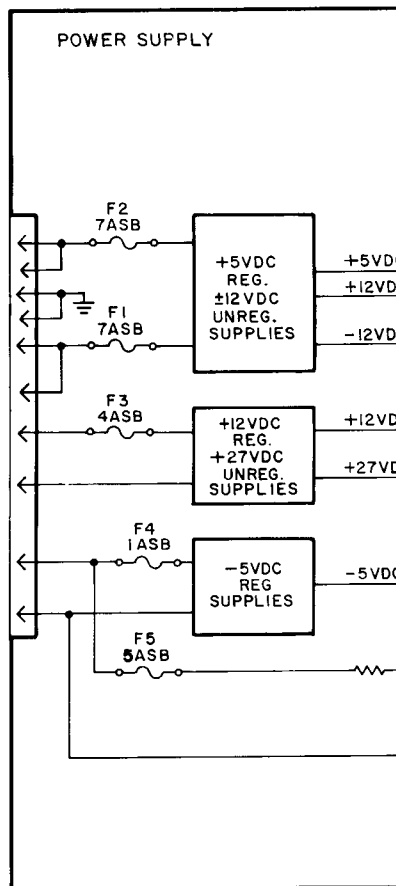 POWER SUPPLY
F2
7ASB
+5VDC
REG.
±12VDC
UNREG.
SUPPLIES
+5VDC
+12VD
-12VD
F1
7ASB
F3
4ASB
+12VDC
REG.
+27VDC
UNREG.
SUPPLIES
+12VD
+27VD
F4
1ASB
-5VDC
REG
SUPPLIES
-5VDC
F5
5ASB